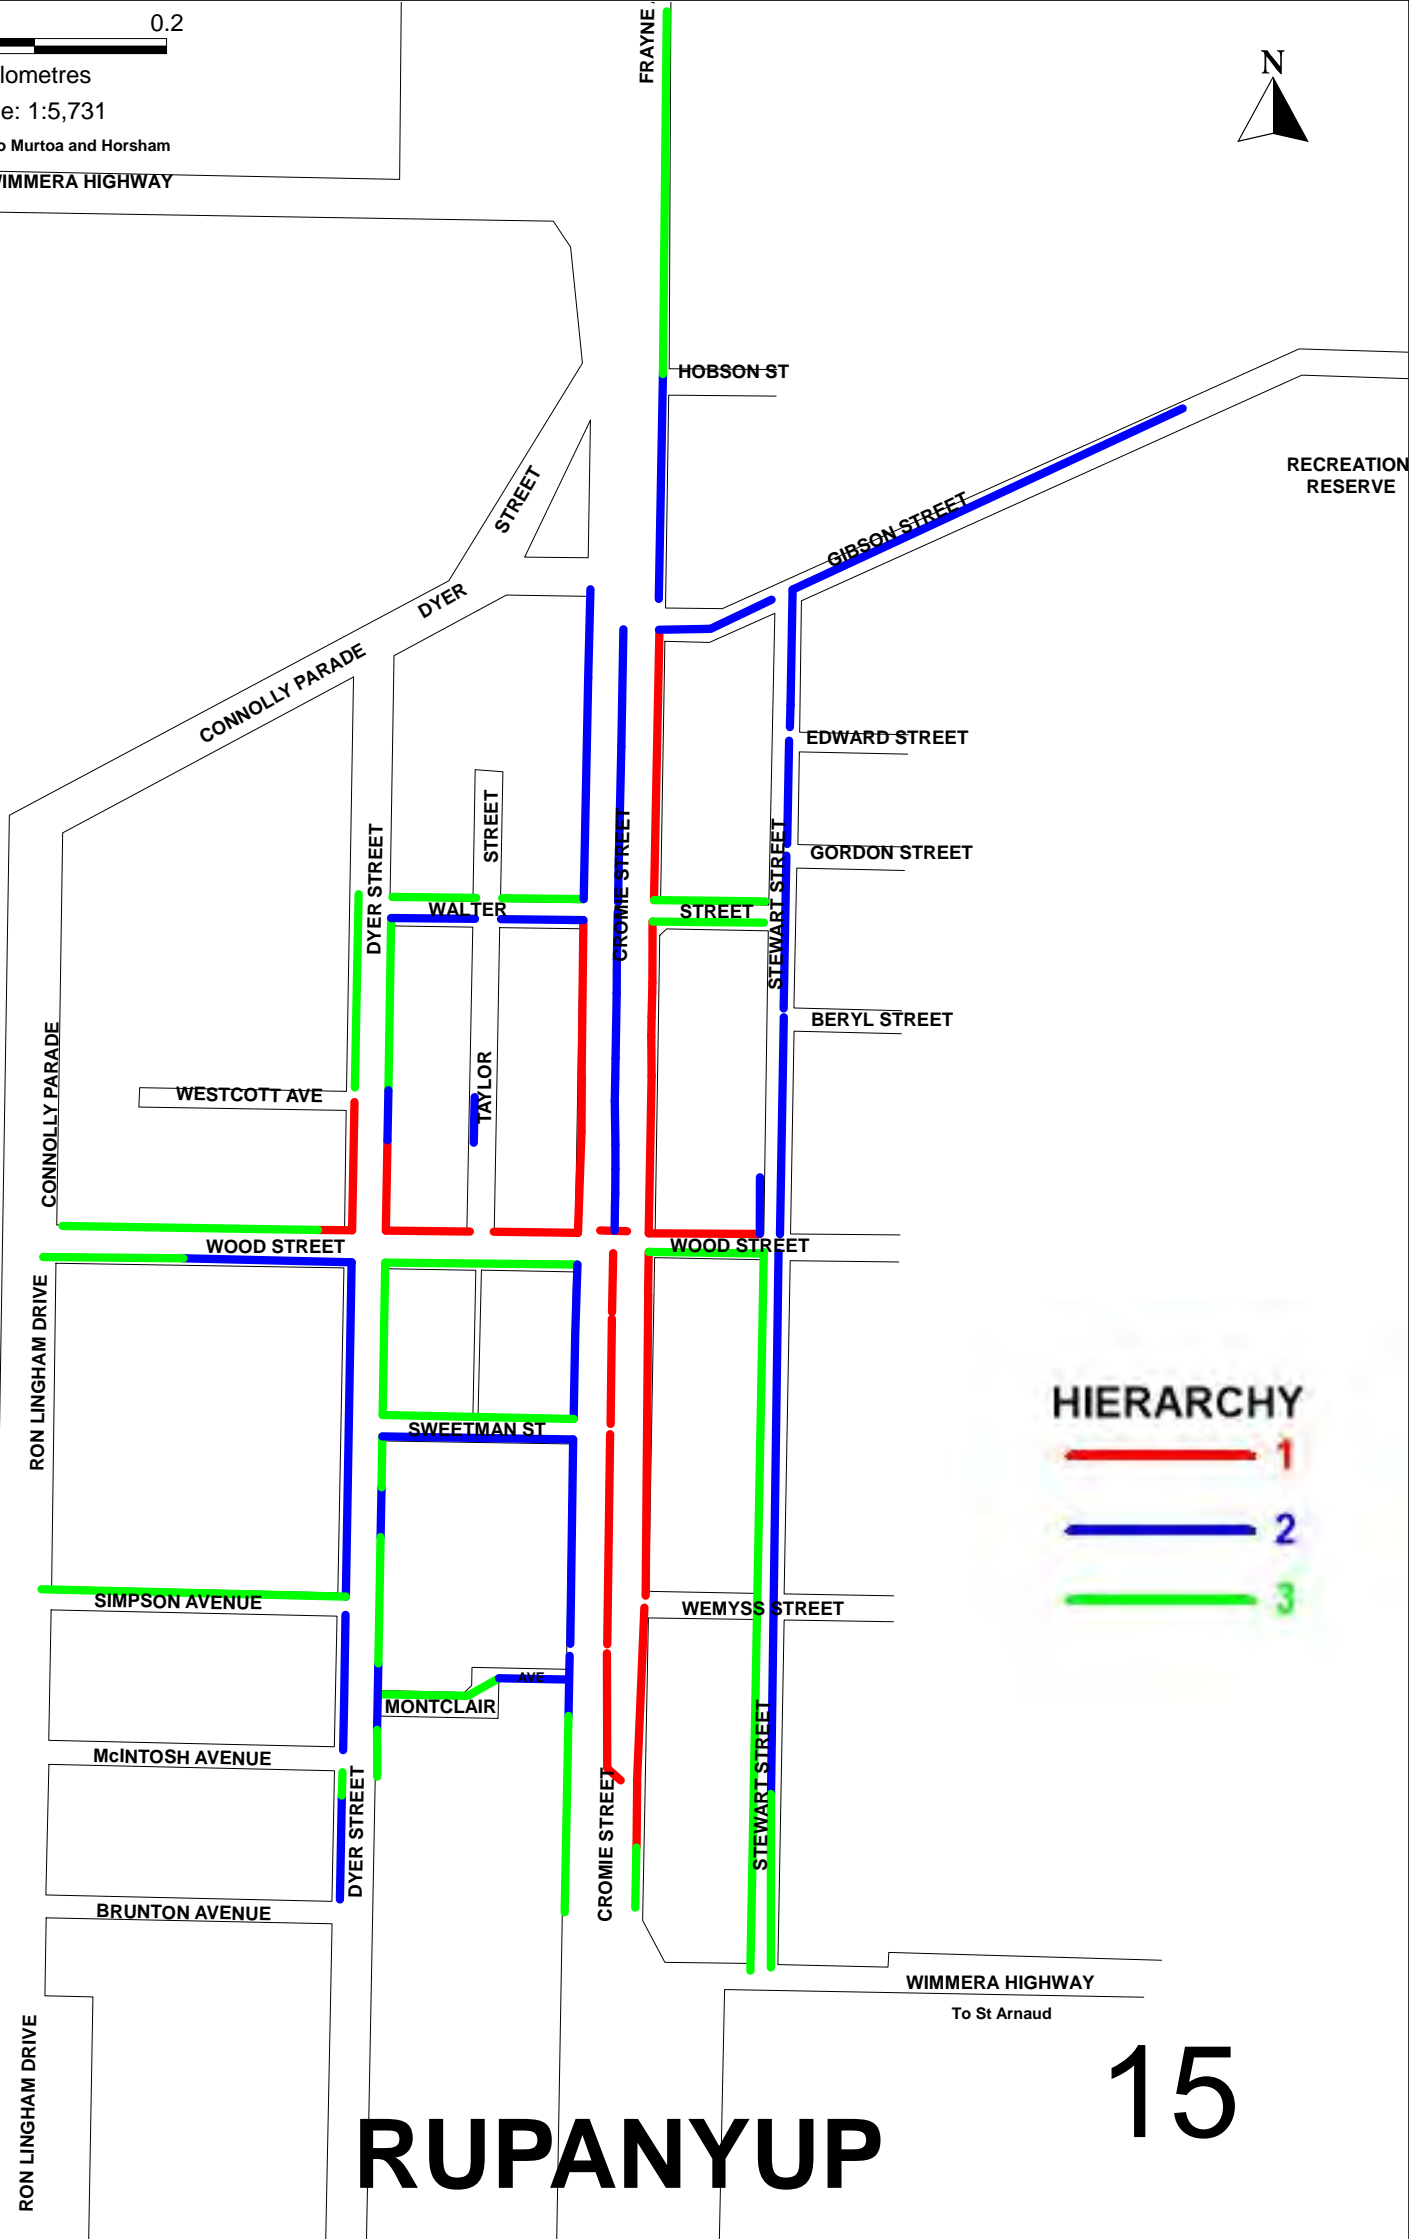 0.2
lometres
e: 1:5,731
o Murtoa and Horsham
WIMMERA HIGHWAY
FRAYNE
N
HOBSON ST
RECREATION
RESERVE
STREET
GIBSON STREET
DYER
CONNOLLY PARADE
EDWARD STREET
STREET
DYER STREET
CROMIE STREET
STEWART STREET
GORDON STREET
WALTER
STREET
BERYL STREET
CONNOLLY PARADE
TAYLOR
WESTCOTT AVE
WOOD STREET
WOOD STREET
RON LINGHAM DRIVE
HIERARCHY
1
2
3
SWEETMAN ST
SIMPSON AVENUE
WEMYSS STREET
AVE
MONTCLAIR
McINTOSH AVENUE
DYER STREET
CROMIE STREET
STEWART STREET
BRUNTON AVENUE
WIMMERA HIGHWAY
To St Arnaud
RON LINGHAM DRIVE
15
RUPANYUP